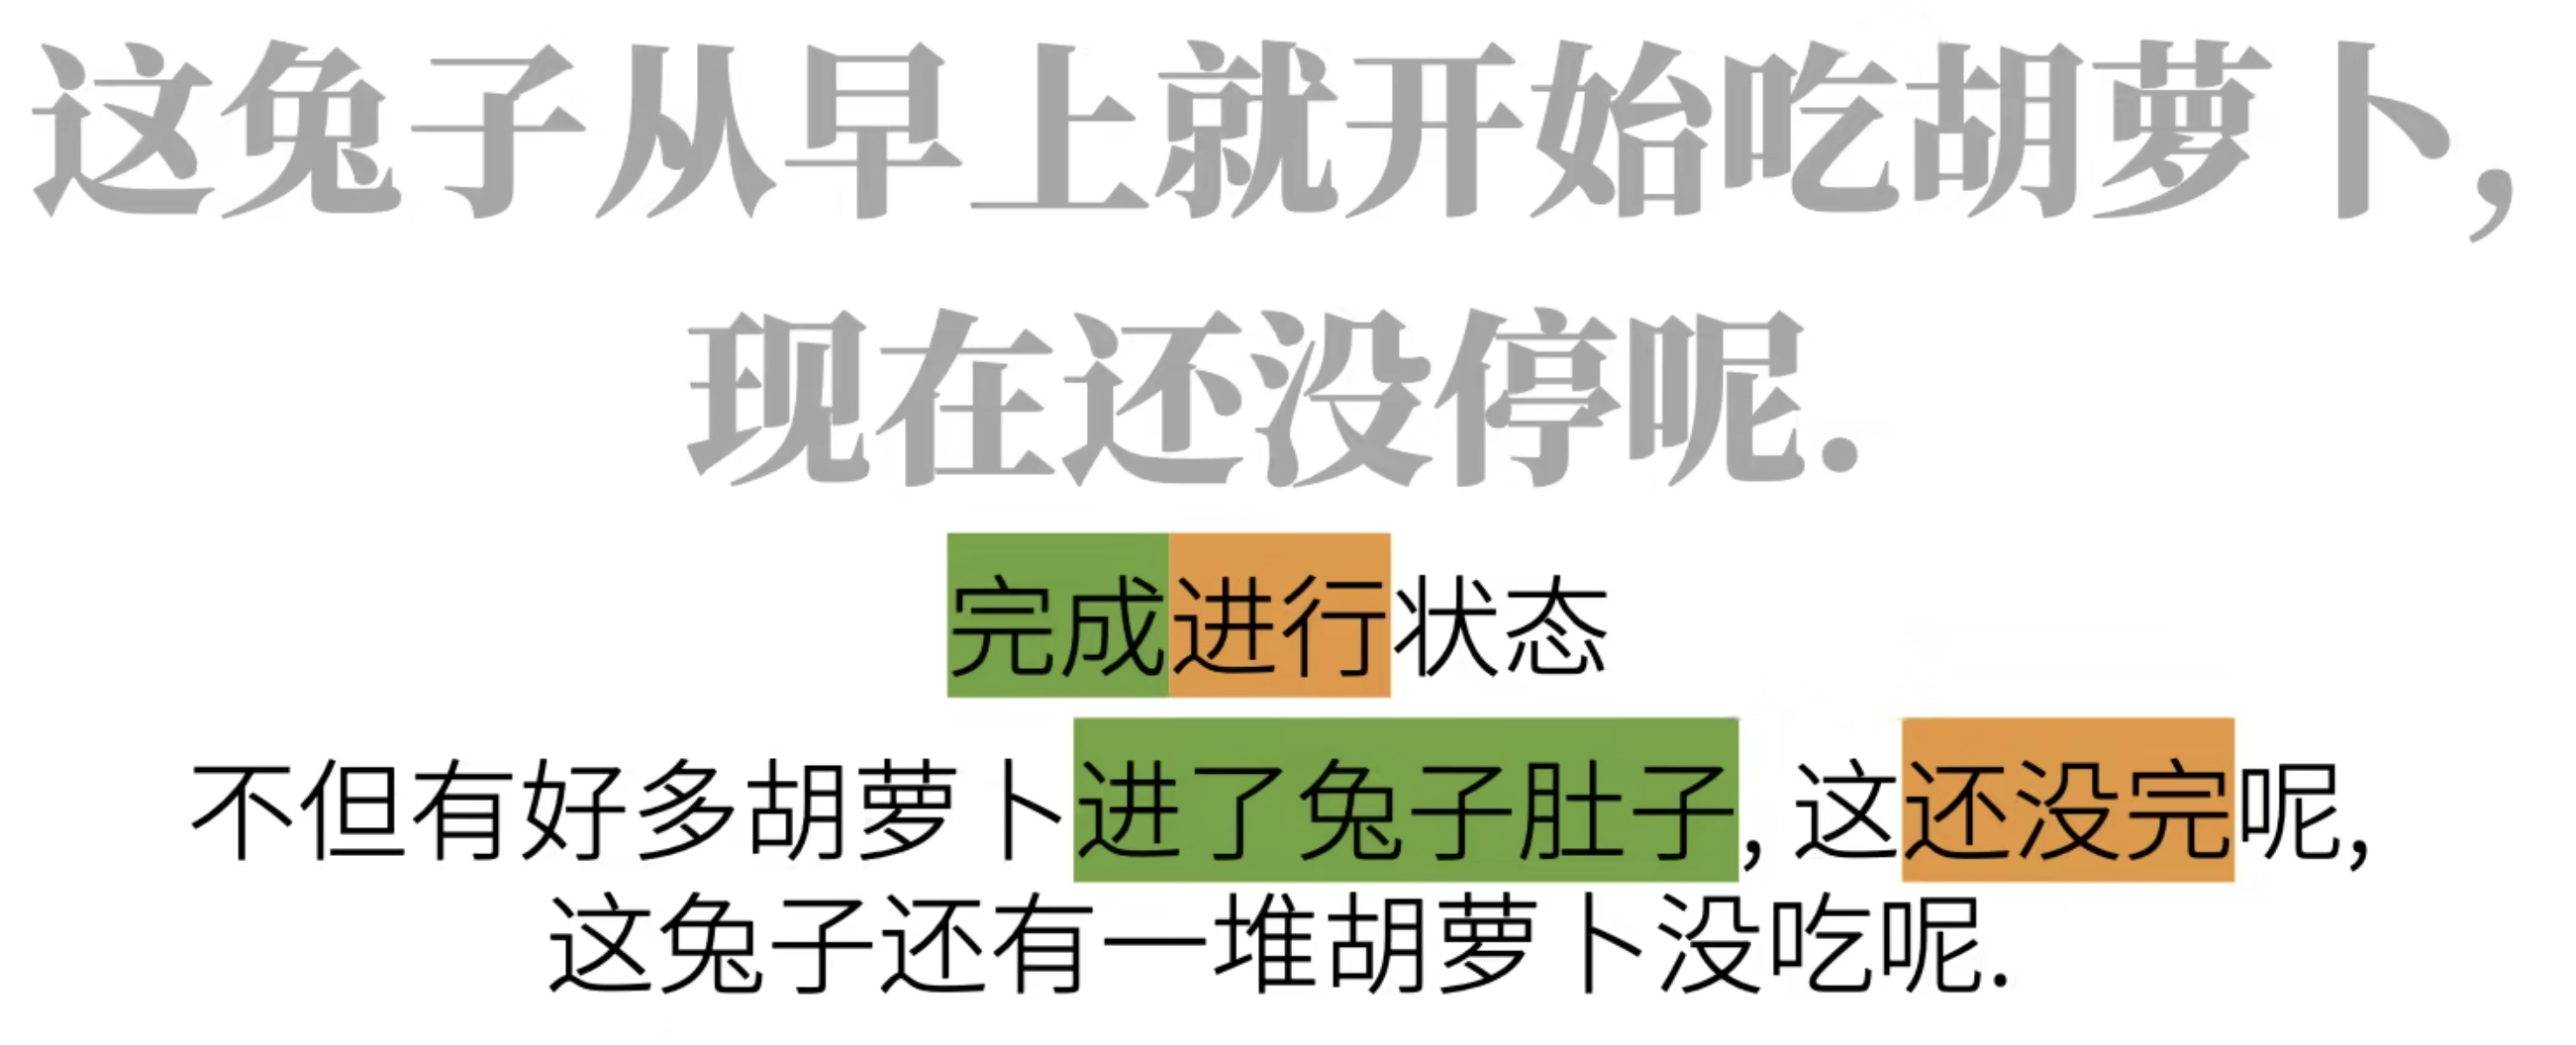 这兔子从早上就开始吃胡萝卜,
现在还没停呢.
完成进行状态
不但有好多胡萝卜进了兔子肚子, 这还没完呢,
这兔子还有一堆胡萝卜没吃呢.